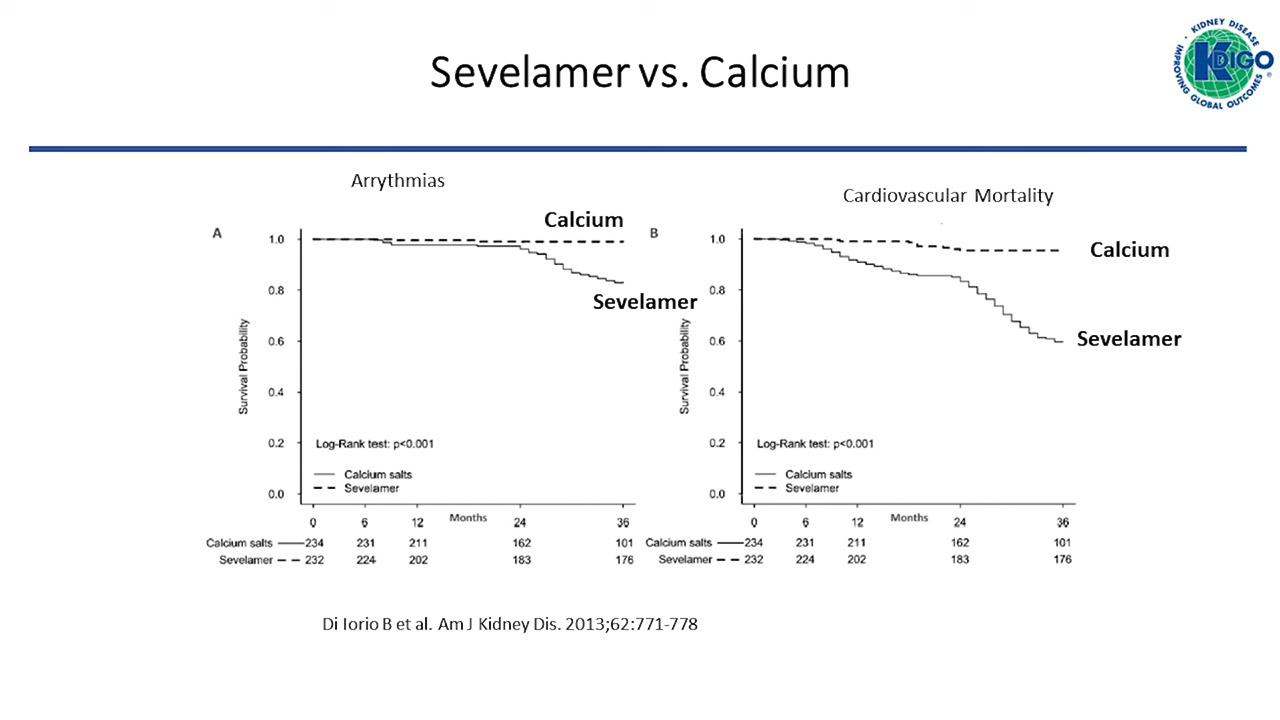 Sevelamer vs. Calcium
KIDNEY DISEASE
IMPROVING GLOBAL OUTCOMES
KDIGO
®
Arrythmias
A
Calcium
Sevelamer
1.0
0.8
0.6
0.4
0.2
0.0
Survival Probability
Log-Rank test: p<0.001
Calcium salts
Sevelamer
0 6 12 Months 24 36
Calcium salts 234 231 211 162 101
Sevelamer 232 224 202 183 176
Cardiovascular Mortality
B
Calcium
Sevelamer
1.0
0.8
0.6
0.4
0.2
0.0
Survival Probability
Log-Rank test: p<0.001
Calcium salts
Sevelamer
0 6 12 Months 24 36
Calcium salts 234 231 211 162 101
Sevelamer 232 224 202 183 176
Di Iorio B et al. Am J Kidney Dis. 2013;62:771-778